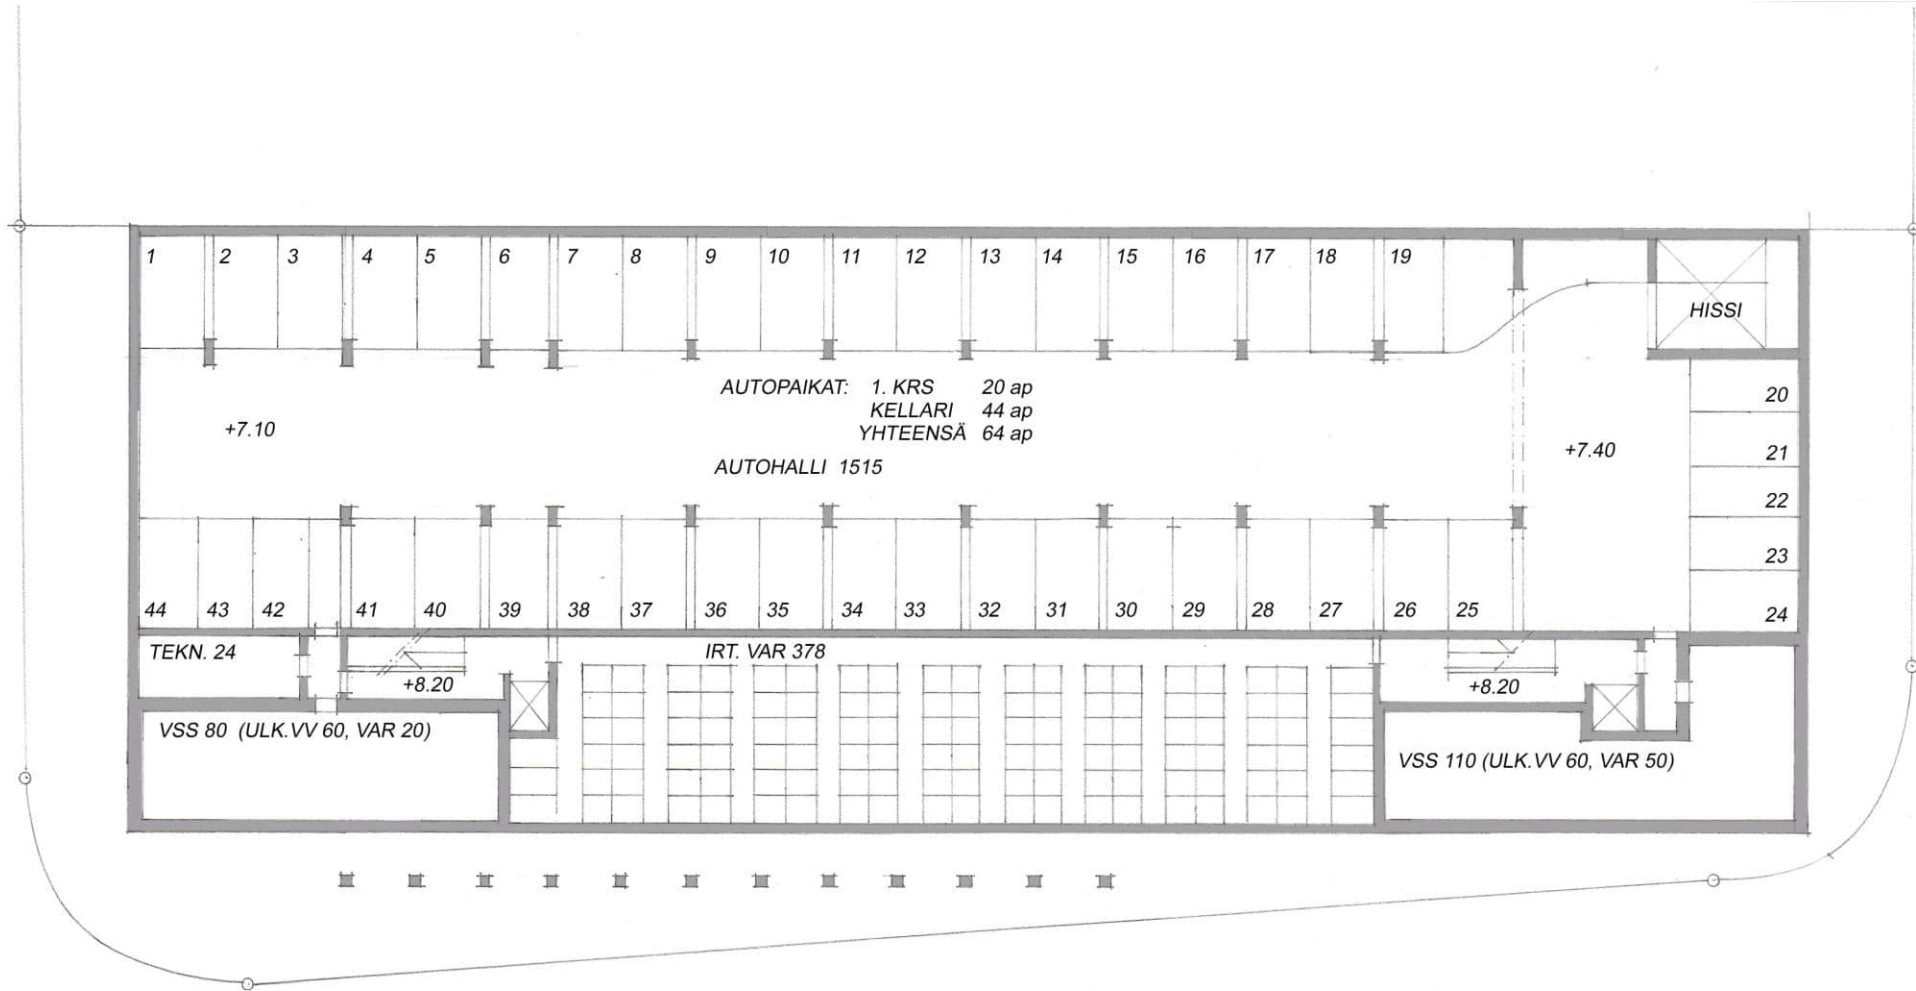 1 2 3 4 5 6 7 8 9 10 11 12 13 14 15 16 17 18 19
HISSI
AUTOPAIKAT: 1. KRS 20 ap
KELLARI 44 ap
YHTEENSÄ 64 ap
AUTOHALLI 1515
+7.10
+7.40
20
21
22
23
24
44 43 42 41 40 39 38 37 36 35 34 33 32 31 30 29 28 27 26 25
TEKN. 24
IRT. VAR 378
+8.20
+8.20
VSS 80 (ULK.VV 60, VAR 20)
VSS 110 (ULK.VV 60, VAR 50)